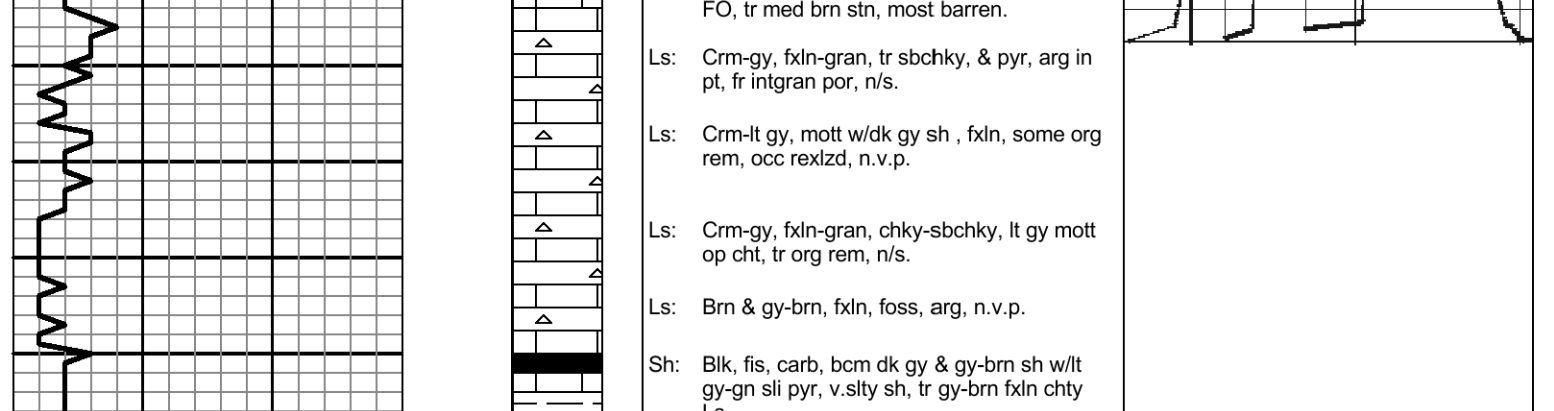 FO, tr med brn stn, most barren.
Ls: Crm-gy, fxln-gran, tr sbchky, & pyr, arg in
pt, fr intgran por, n/s.
Ls: Crm-lt gy, mott w/dk gy sh , fxln, some org
rem, occ rexlzd, n.v.p.
Ls: Crm-gy, fxln-gran, chky-sbchky, lt gy mott
op cht, tr org rem, n/s.
Ls: Brn & gy-brn, fxln, foss, arg, n.v.p.
Sh: Blk, fis, carb, bcm dk gy & gy-brn sh w/lt
gy-gn sli pyr, v.slty sh, tr gy-brn fxln chty